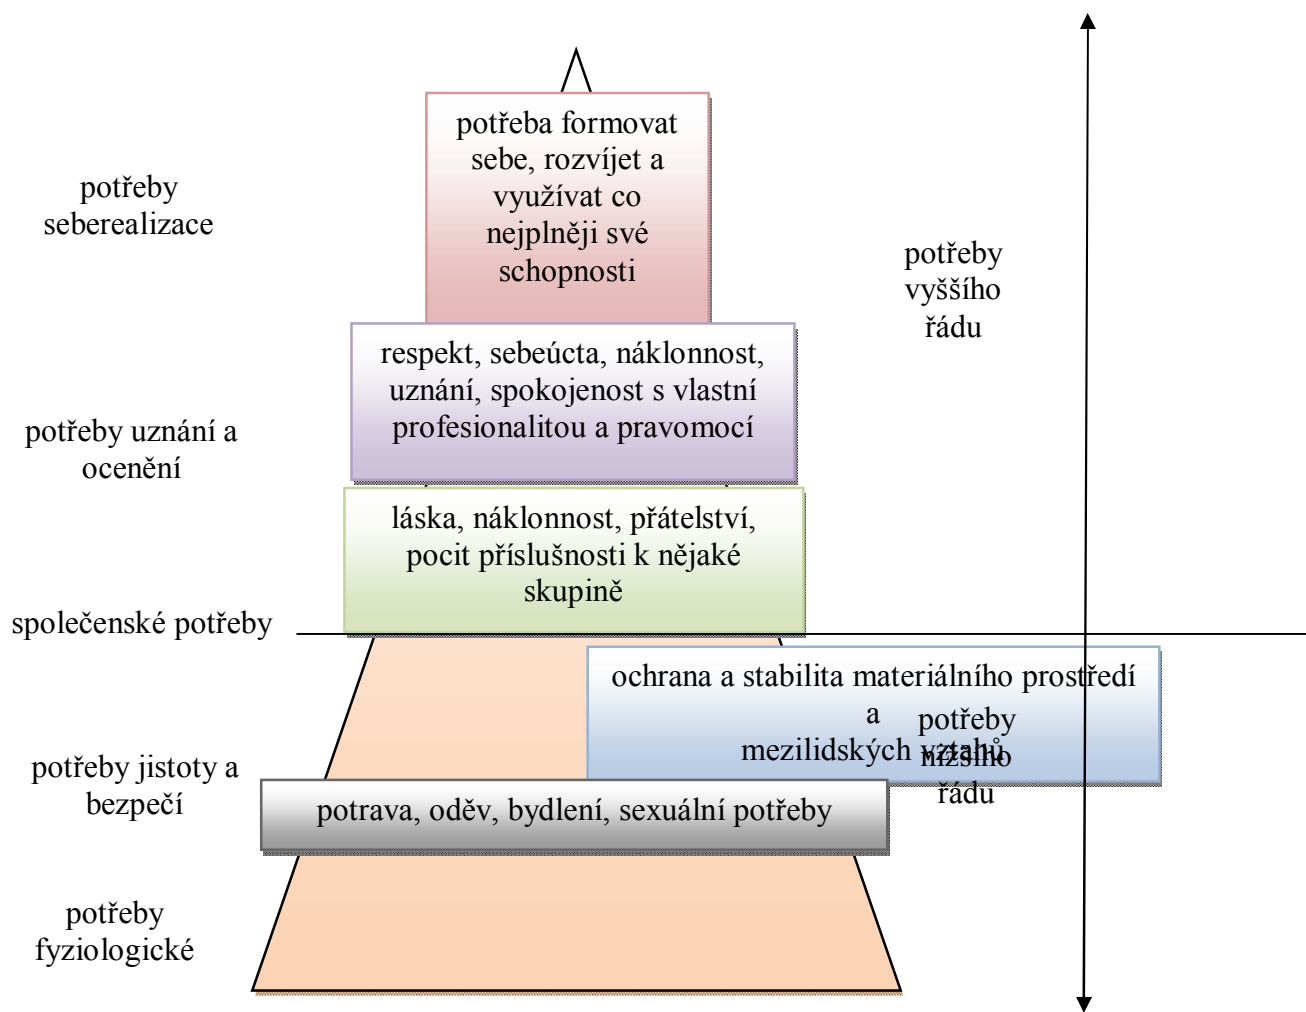 potřeba formovat
sebe, rozvíjet a
využívat co
nejplněji své
schopnosti
potřeby
seberealizace
potřeby
vyššího
řádu
respekt, sebeúcta, náklonnost,
uznání, spokojenost s vlastní
profesionalitou a pravomocí
potřeby uznání a
ocenění
láska, náklonnost, přátelství,
pocit příslušnosti k nějaké
skupině
společenské potřeby
ochrana a stabilita materiálního prostředí
a
mezilidských vztahů
potřeby
nižšího
řádu
potřeby jistoty a
bezpečí
potrava, oděv, bydlení, sexuální potřeby
potřeby
fyziologické